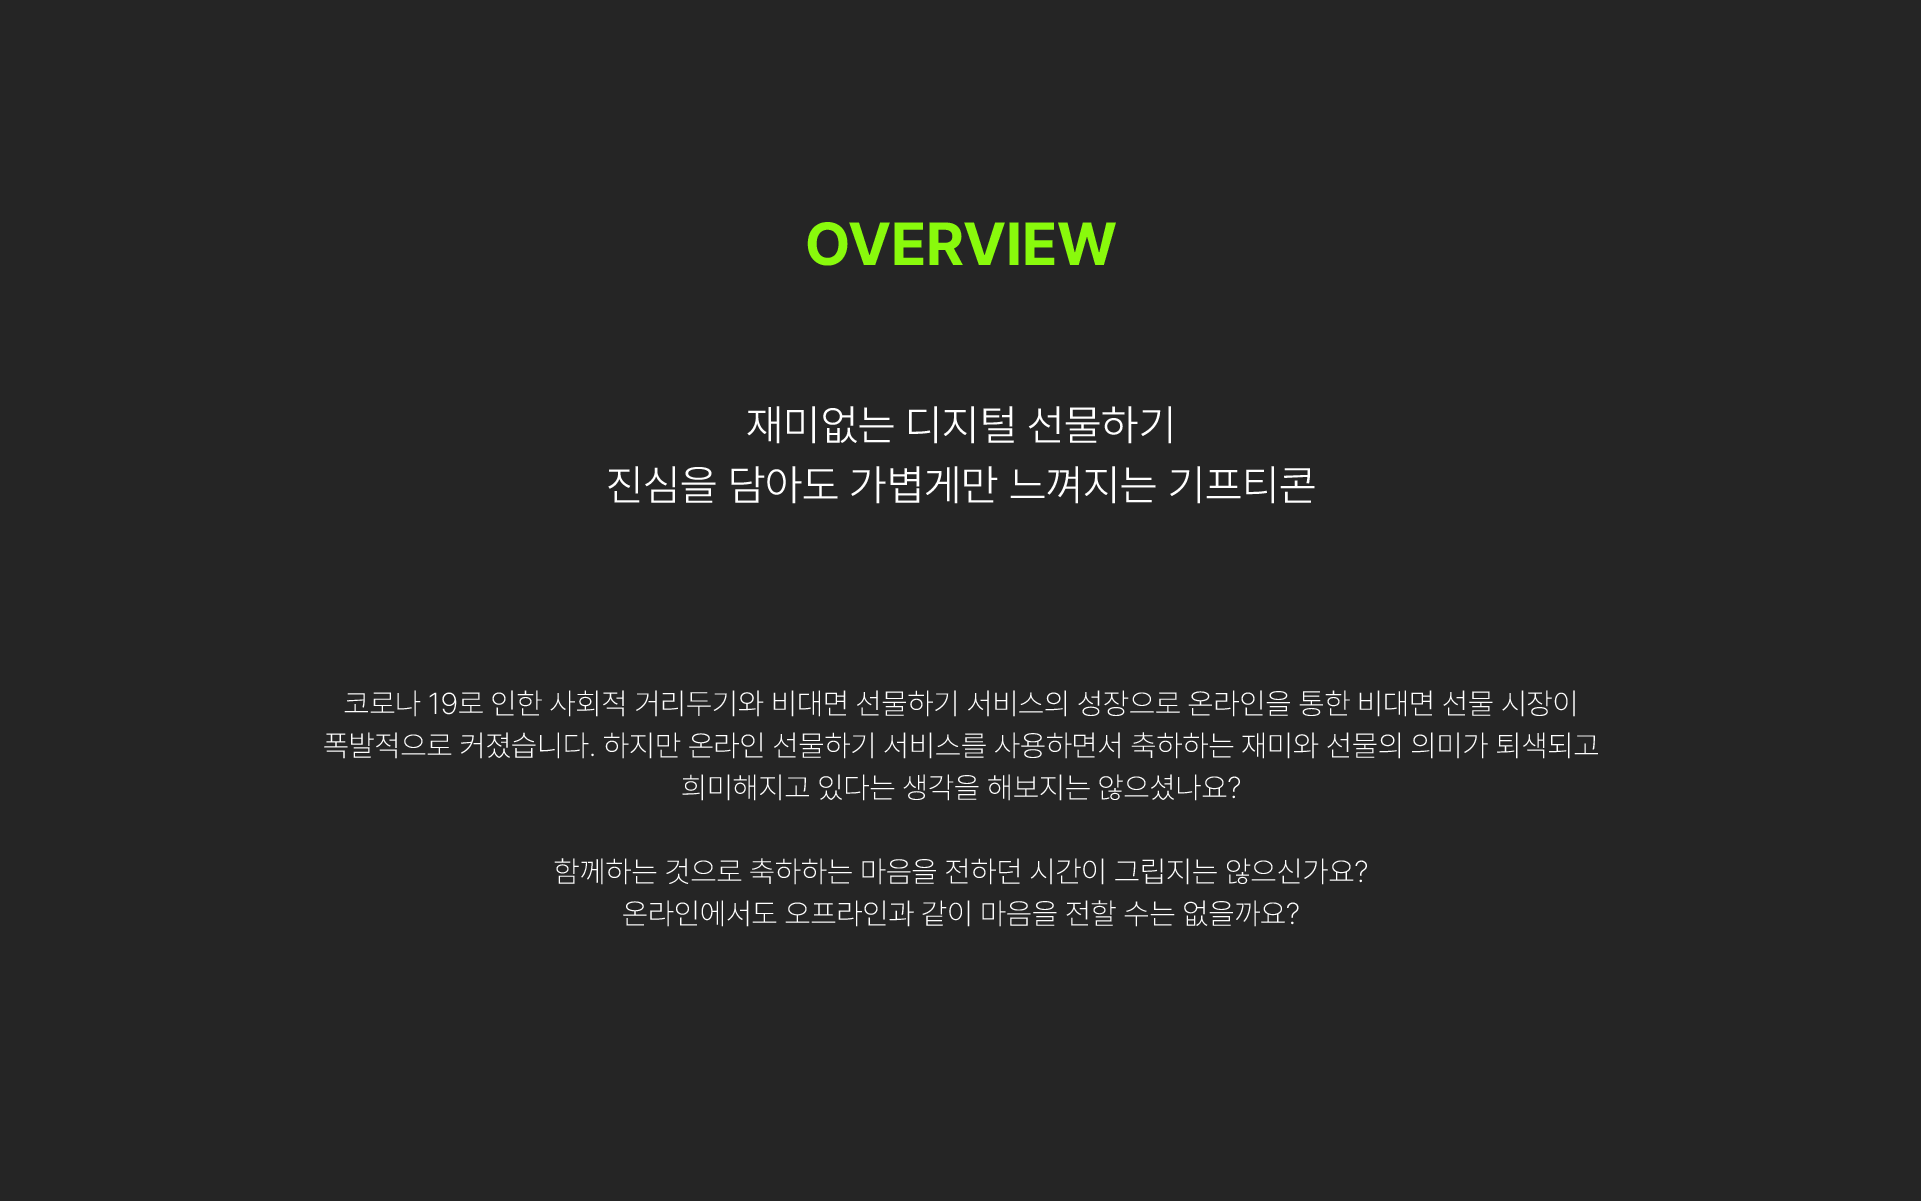 OVERVIEW
재미없는 디지털 선물하기
진심을 담아도 가볍게만 느껴지는 기프티콘
코로나 19로 인한 사회적 거리두기와 비대면 선물하기 서비스의 성장으로 온라인을 통한 비대면 선물 시장이
폭발적으로 커졌습니다. 하지만 온라인 선물하기 서비스를 사용하면서 축하하는 재미와 선물의 의미가 퇴색되고
희미해지고 있다는 생각을 해보지는 않으셨나요?
함께하는 것으로 축하하는 마음을 전하던 시간이 그립지는 않으신가요?
온라인에서도 오프라인과 같이 마음을 전할 수는 없을까요?